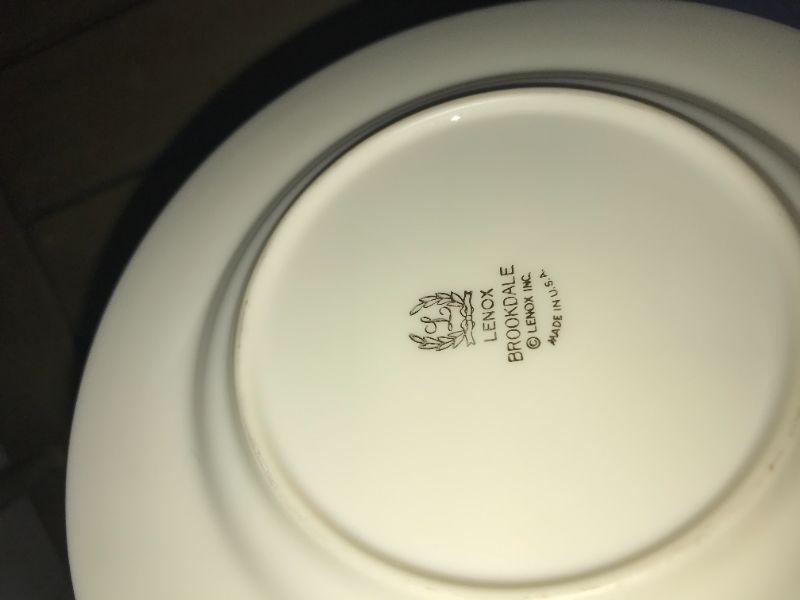 L
LENOX
BROOKDALE
© LENOX INC.
MADE IN U.S.A.